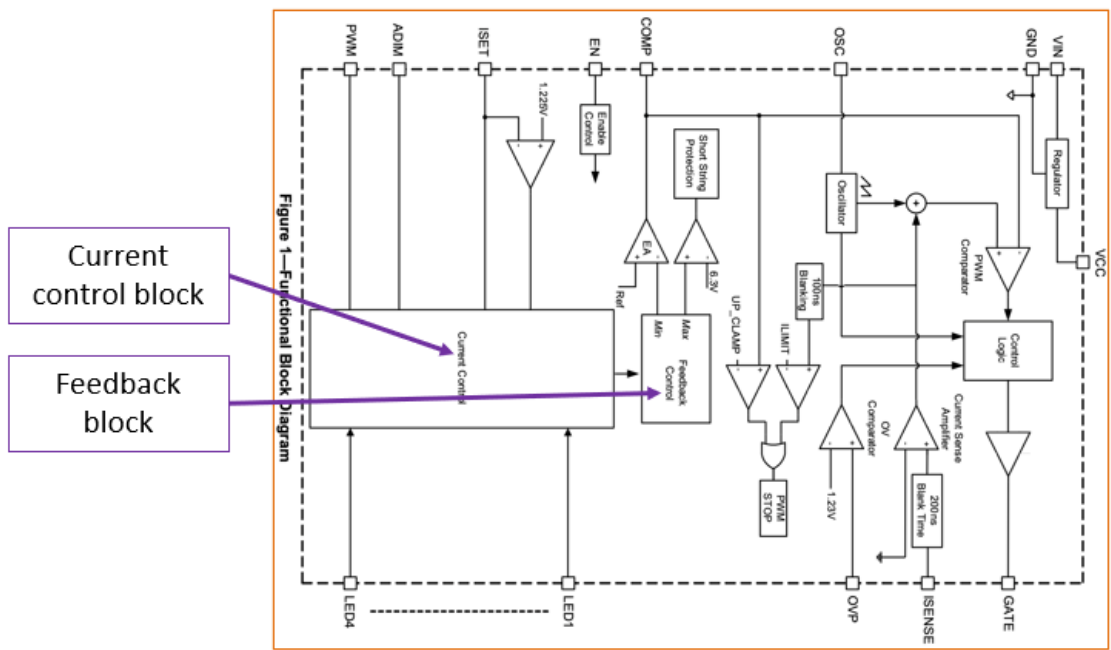 Current
control block
Feedback
block
PWM
ADIM
ISET
EN
COMP
OSC
GND
VIN
VCC
1.225V
Enable
Control
Short String
Protection
Oscillator
+
Regulator
- +
+ -
EA
+ -
+ -
PWM
Comparator
Ref
6.3V
100ns
Blanking
UP_CLAMP
ILIMIT
Min
Max
Current Control
Feedback
Control
Control
Logic
- +
- +
OV
Comparator
Current Sense
Amplifier
- +
- +
1.23V
PWM
STOP
200ns
Blank Time
LED4
LED1
OVP
ISENSE
GATE
Figure 1—Functional Block Diagram